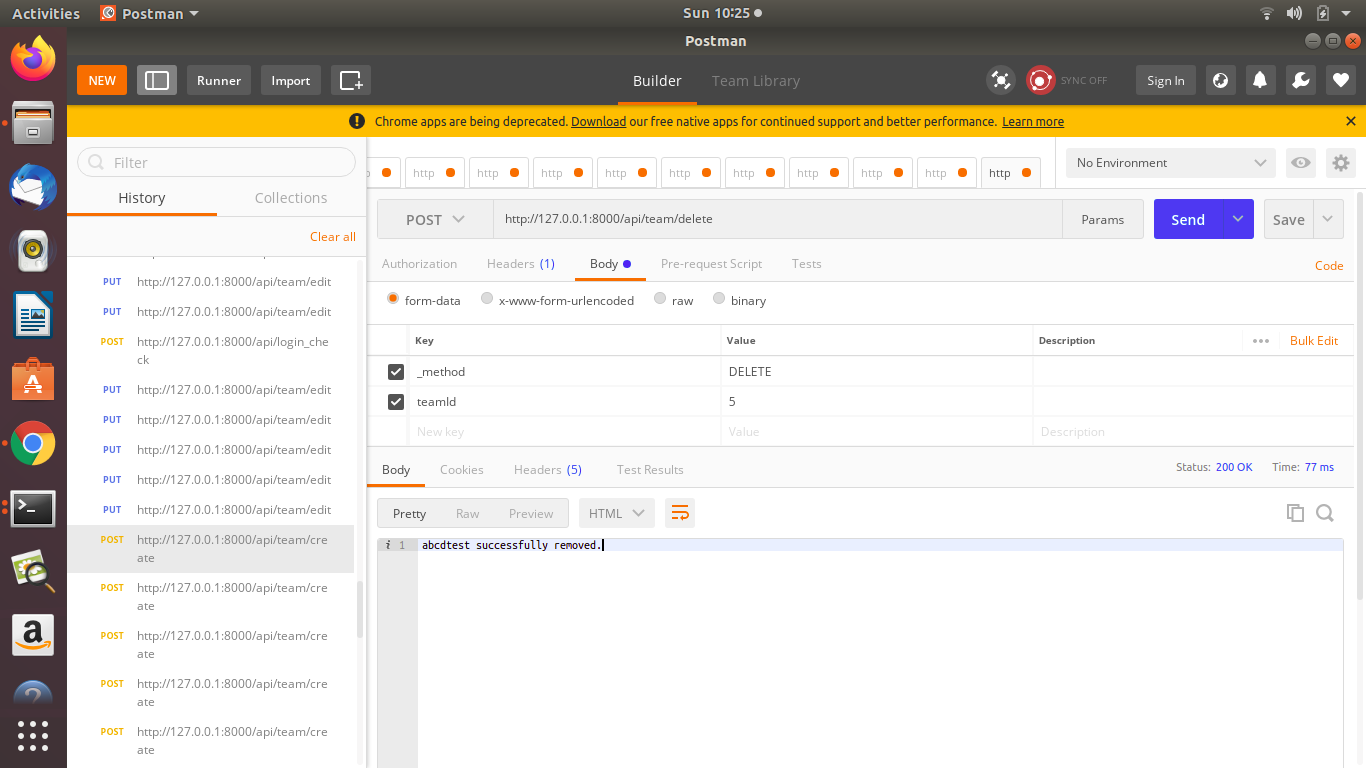 Activities Postman Sun 10:25
Postman
NEW Runner Import Builder Team Library SYNC OFF Sign In
Chrome apps are being deprecated. Download our free native apps for continued support and better performance. Learn more
Filter
History Collections
Clear all
PUT http://127.0.0.1:8000/api/team/edit
PUT http://127.0.0.1:8000/api/team/edit
POST http://127.0.0.1:8000/api/login_che
ck
PUT http://127.0.0.1:8000/api/team/edit
PUT http://127.0.0.1:8000/api/team/edit
PUT http://127.0.0.1:8000/api/team/edit
PUT http://127.0.0.1:8000/api/team/edit
PUT http://127.0.0.1:8000/api/team/edit
POST http://127.0.0.1:8000/api/team/cre
ate
POST http://127.0.0.1:8000/api/team/cre
ate
POST http://127.0.0.1:8000/api/team/cre
ate
POST http://127.0.0.1:8000/api/team/cre
ate
POST http://127.0.0.1:8000/api/team/cre
ate
http http http http http http http http http http
No Environment
POST http://127.0.0.1:8000/api/team/delete Params Send Save
Authorization Headers (1) Body Pre-request Script Tests Code
form-data x-www-form-urlencoded raw binary
Key Value Description ••• Bulk Edit
_method DELETE
teamId 5
New key Value Description
Body Cookies Headers (5) Test Results Status: 200 OK Time: 77 ms
Pretty Raw Preview HTML
i 1 abcdtest successfully removed.